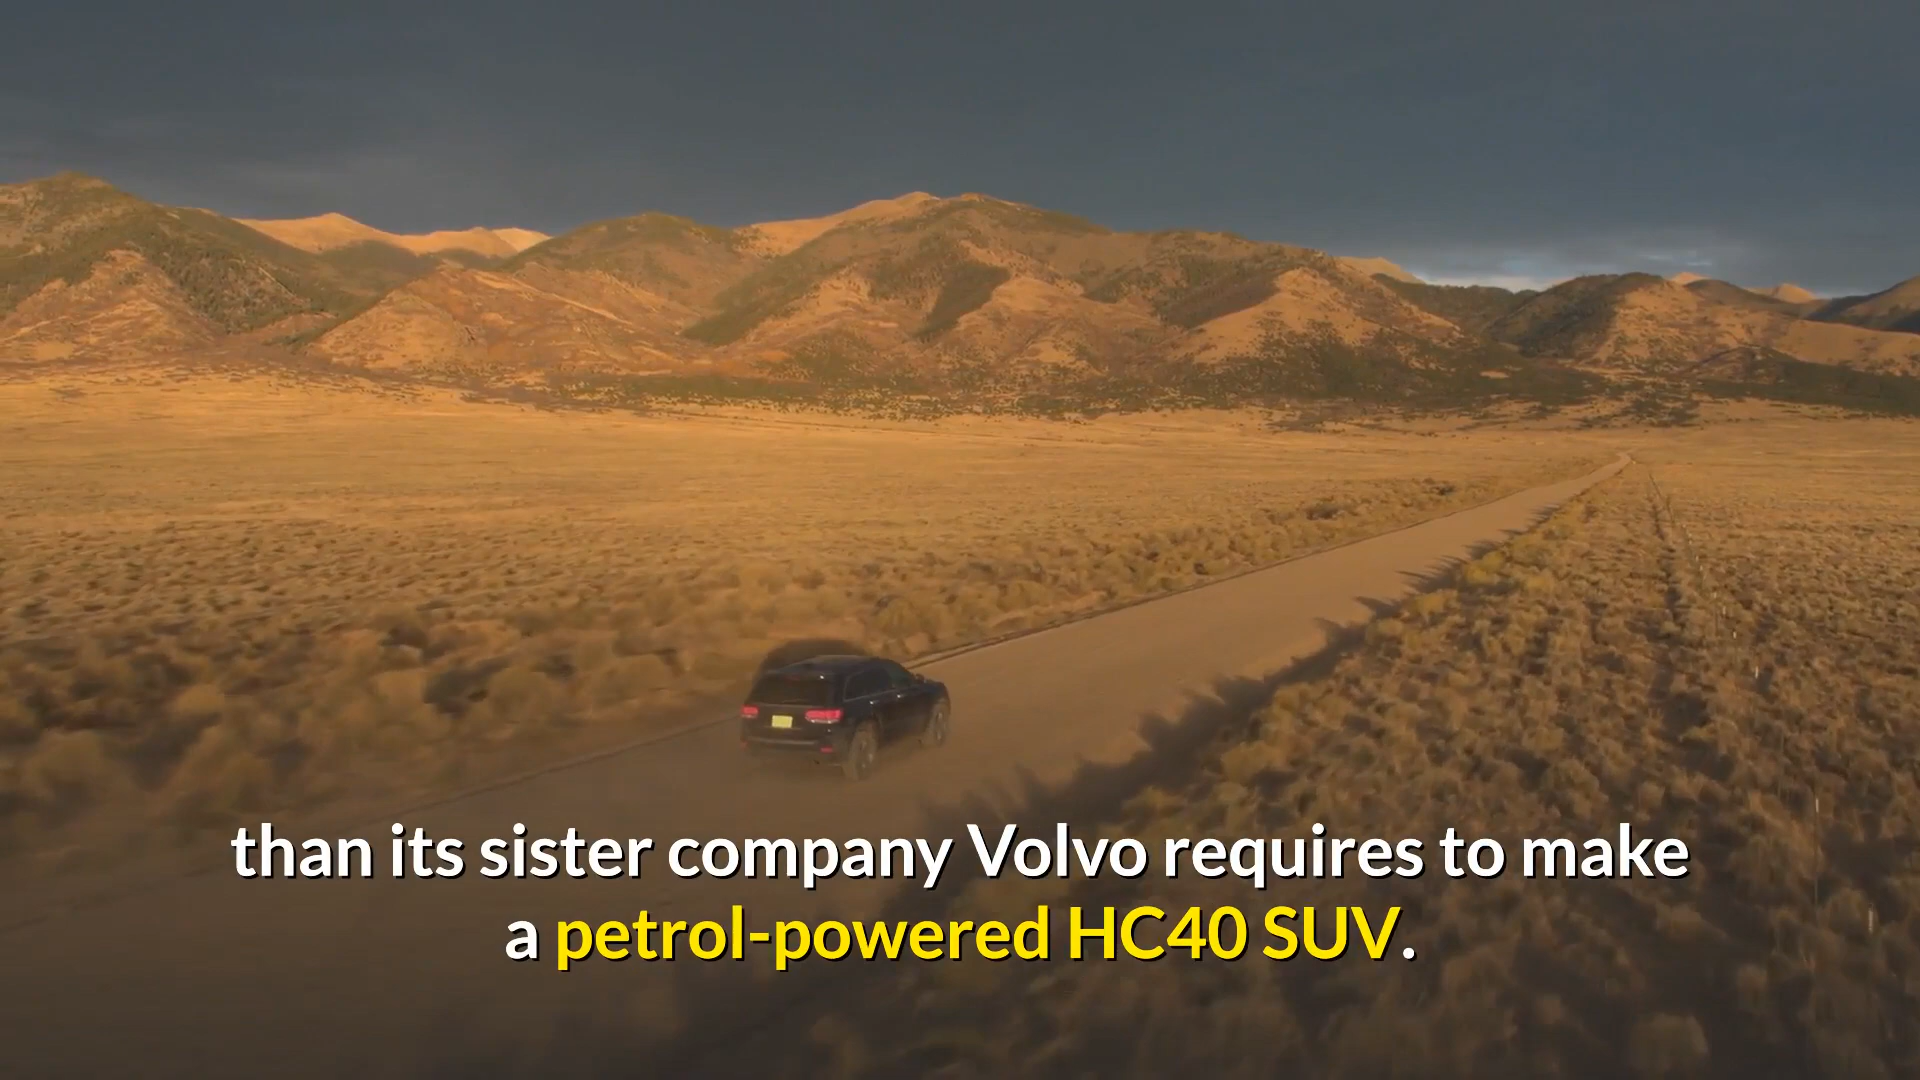 than its sister company Volvo requires to make
a petrol-powered HC40 SUV.